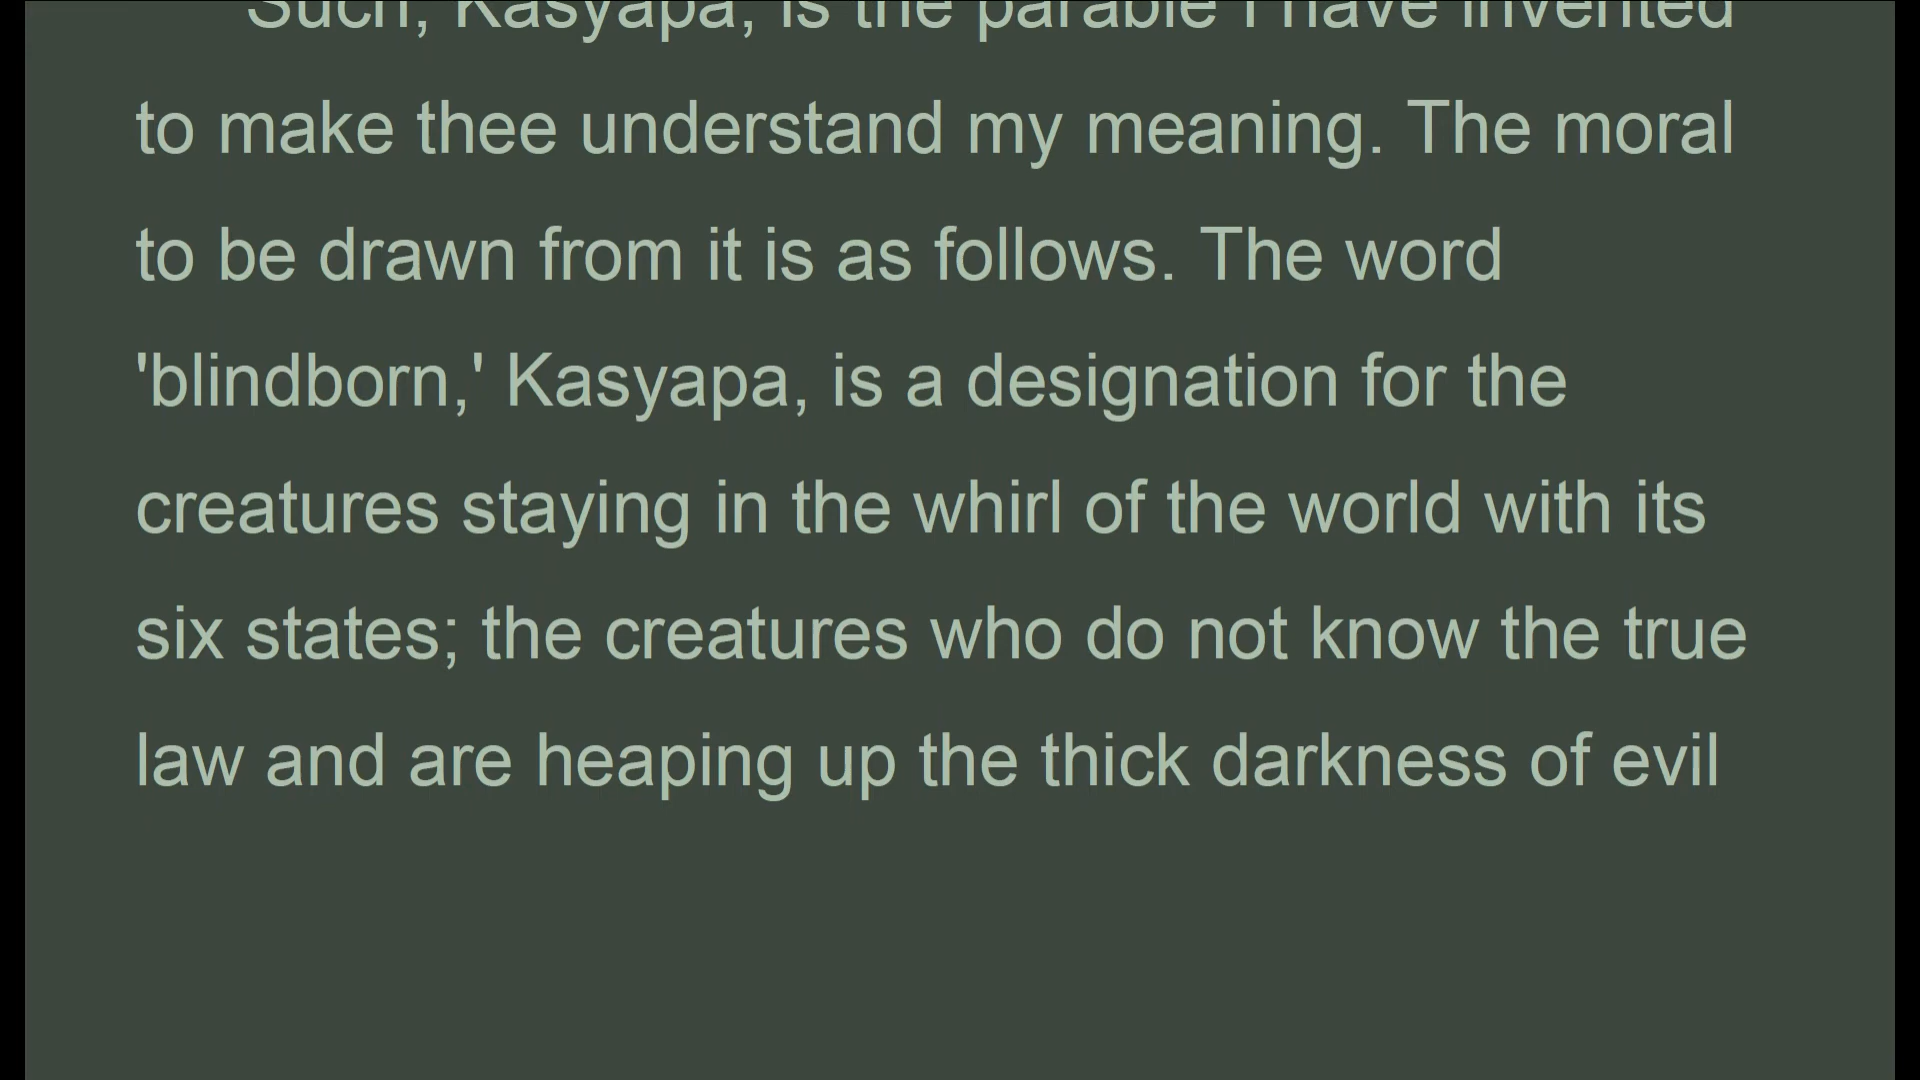 Such, Kasyapa, is the parable I have invented
to make thee understand my meaning. The moral
to be drawn from it is as follows. The word
'blindborn,' Kasyapa, is a designation for the
creatures staying in the whirl of the world with its
six states; the creatures who do not know the true
law and are heaping up the thick darkness of evil